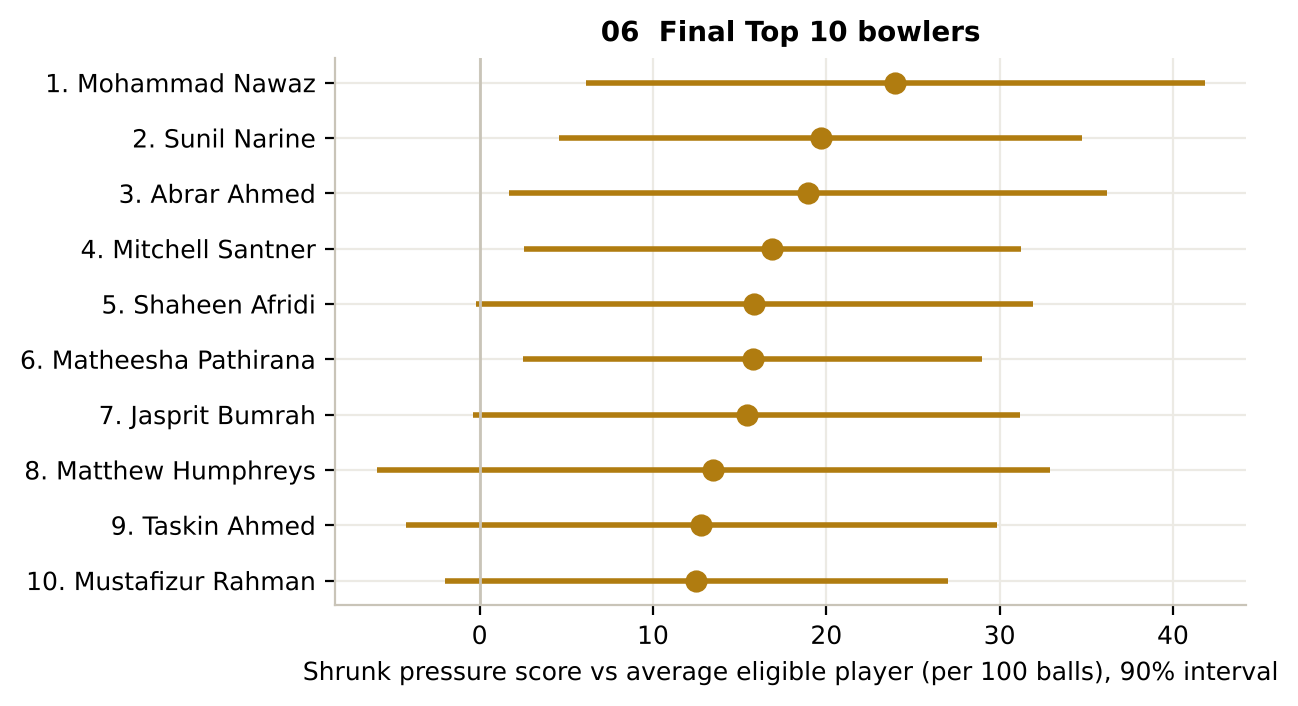 06  Final Top 10 bowlers
1. Mohammad Nawaz
2. Sunil Narine
3. Abrar Ahmed
4. Mitchell Santner
5. Shaheen Afridi
6. Matheesha Pathirana
7. Jasprit Bumrah
8. Matthew Humphreys
9. Taskin Ahmed
10. Mustafizur Rahman
0 10 20 30 40
Shrunk pressure score vs average eligible player (per 100 balls), 90% interval